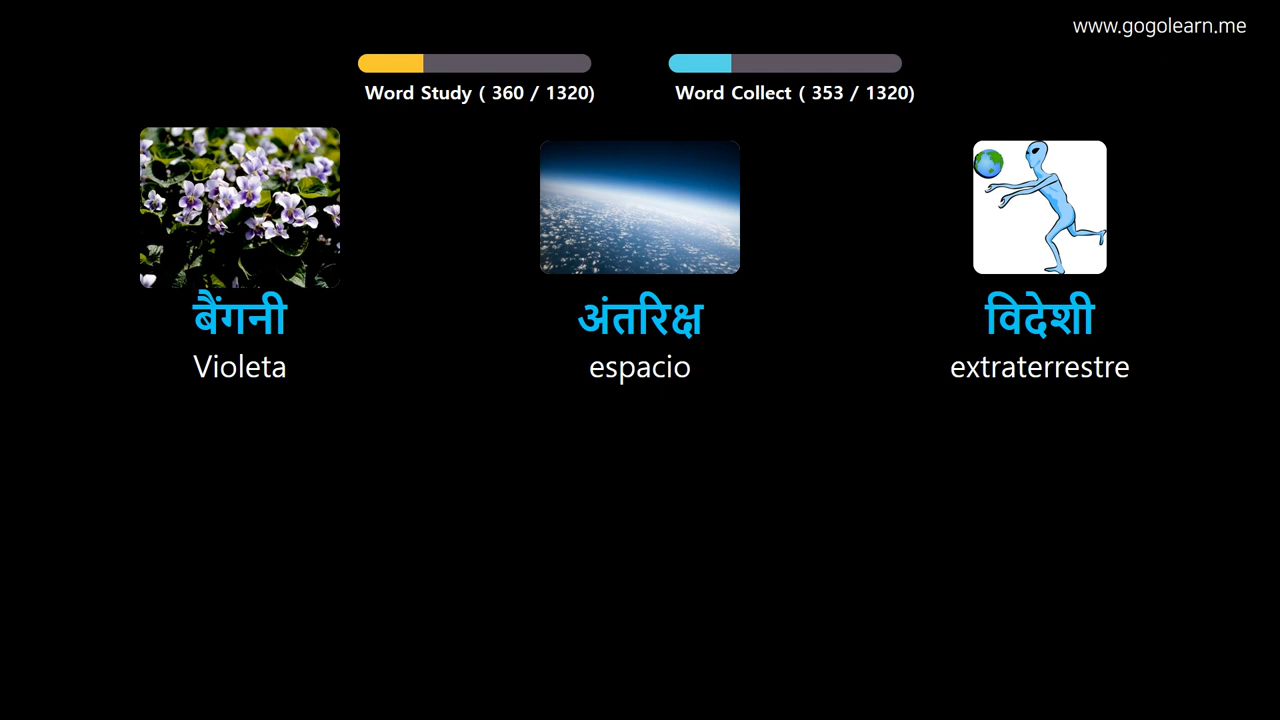 www.gogolearn.me
Word Study ( 360 / 1320)
Word Collect ( 353 / 1320)
बैंगनी
Violeta
अंतरिक्ष
espacio
विदेशी
extraterrestre